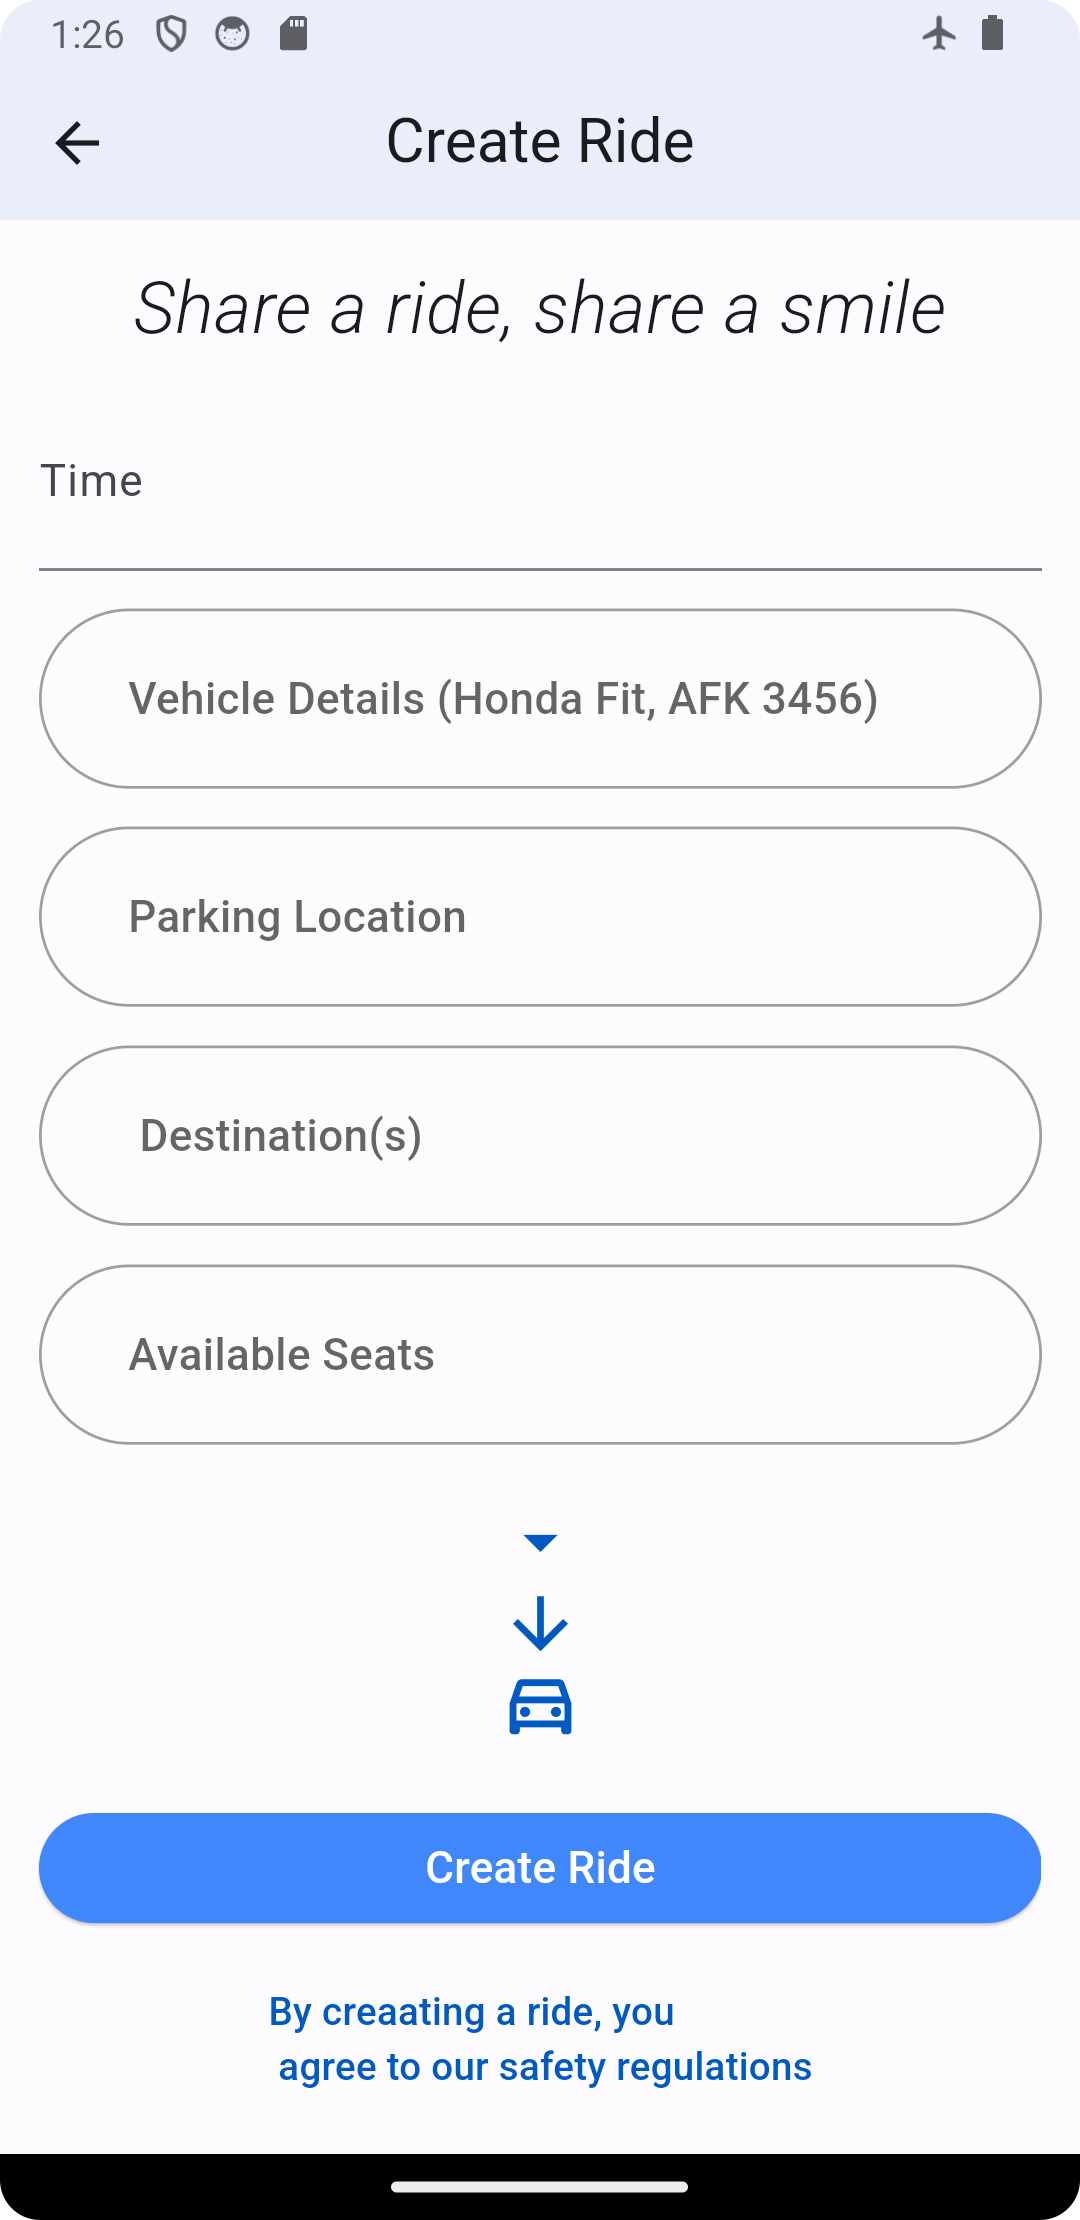 1:26
Create Ride
Share a ride, share a smile
Time
Vehicle Details (Honda Fit, AFK 3456)
Parking Location
Destination(s)
Available Seats
Create Ride
By creaating a ride, you
agree to our safety regulations